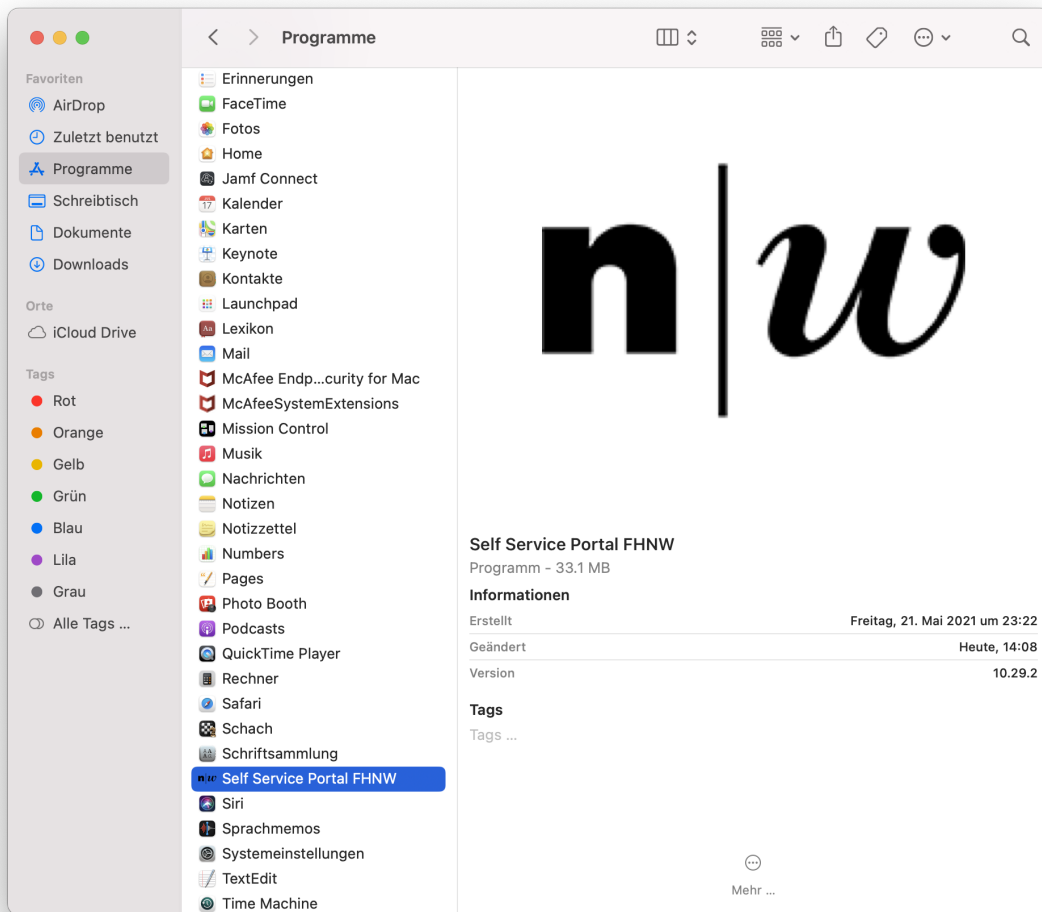 Programme
Favoriten
AirDrop
Zuletzt benutzt
Programme
Schreibtisch
Dokumente
Downloads
Orte
iCloud Drive
Tags
Rot
Orange
Gelb
Grün
Blau
Lila
Grau
Alle Tags ...
Erinnerungen
FaceTime
Fotos
Home
Jamf Connect
Kalender
Karten
Keynote
Kontakte
Launchpad
Lexikon
Mail
McAfee Endp...curity for Mac
McAfeeSystemExtensions
Mission Control
Musik
Nachrichten
Notizen
Notizzettel
Numbers
Pages
Photo Booth
Podcasts
QuickTime Player
Rechner
Safari
Schach
Schriftsammlung
n|w Self Service Portal FHNW
Siri
Sprachmemos
Systemeinstellungen
TextEdit
Time Machine
n|w
Self Service Portal FHNW
Programm - 33.1 MB
Informationen
Erstellt Freitag, 21. Mai 2021 um 23:22
Geändert Heute, 14:08
Version 10.29.2
Tags
Tags ...
Mehr ...